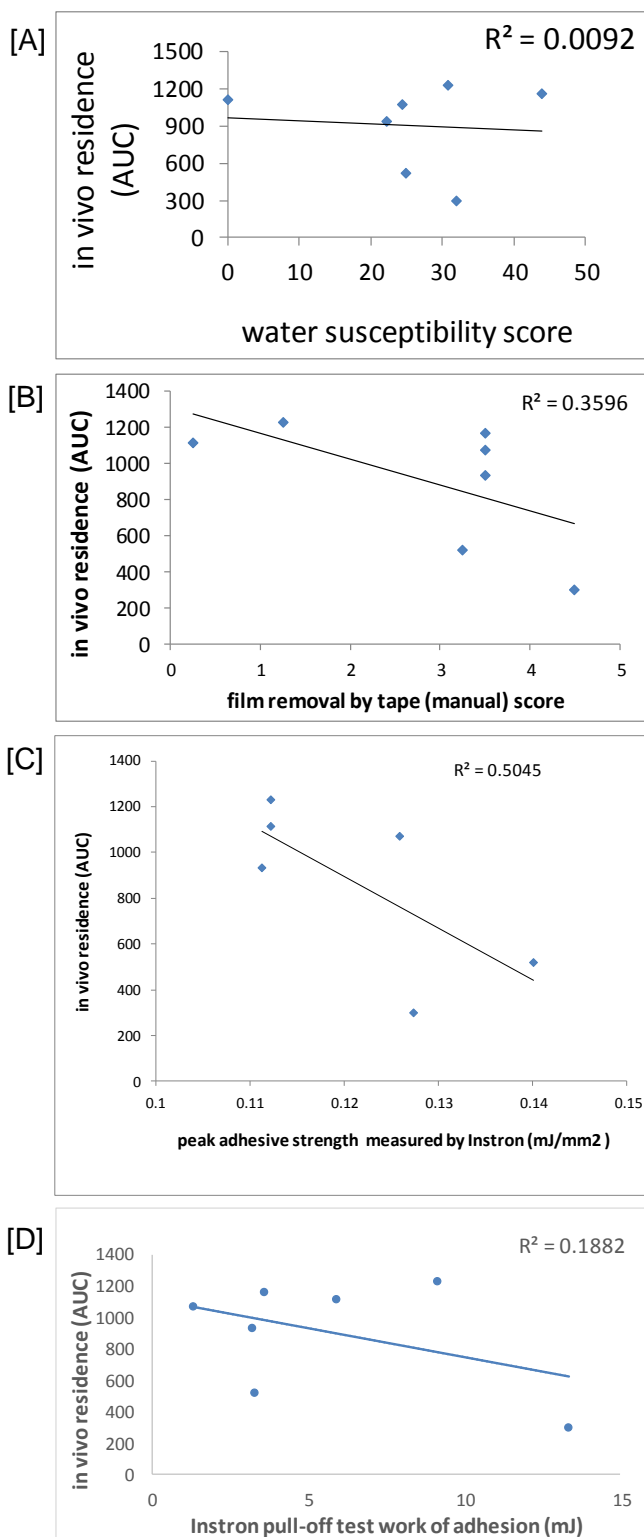 [A]
R² = 0.0092
in vivo residence
(AUC)
1500
1200
900
600
300
0
0 10 20 30 40 50
water susceptibility score
[B]
R² = 0.3596
in vivo residence (AUC)
1400
1200
1000
800
600
400
200
0
0 1 2 3 4 5
film removal by tape (manual) score
[C]
R² = 0.5045
in vivo residence (AUC)
1400
1200
1000
800
600
400
200
0
0.1 0.11 0.12 0.13 0.14 0.15
peak adhesive strength measured by Instron (mJ/mm2 )
[D]
R² = 0.1882
in vivo residence (AUC)
1400
1200
1000
800
600
400
200
0
0 5 10 15
Instron pull-off test work of adhesion (mJ)